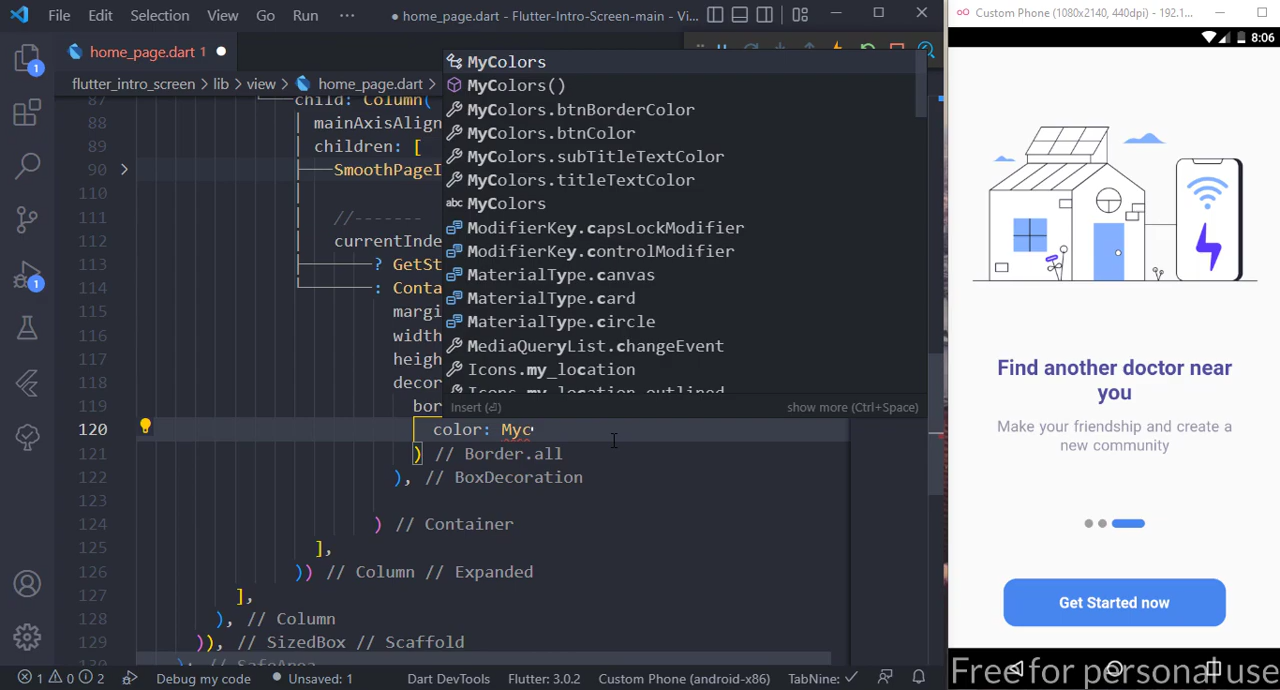 File Edit Selection View Go Run ··· ● home_page.dart - Flutter-Intro-Screen-main - Vi...
Custom Phone (1080x2140, 440dpi) - 192.1...
8:06
home_page.dart 1 ●
flutter_intro_screen > lib > view > home_page.dart >
87 child: Column(
88 mainAxisAlign
89 children: [
90 SmoothPageI
110
111 //-------
112 currentInde
113 ? GetSt
114 : Conta
115 margi
116 width
117 heigh
118 decor
119 bor
120 color: Myc
121 ) // Border.all
122 ), // BoxDecoration
123
124 ) // Container
125 ],
126 )) // Column // Expanded
127 ],
128 ), // Column
129 )), // SizedBox // Scaffold
130 ); // SafeArea
MyColors
MyColors()
MyColors.btnBorderColor
MyColors.btnColor
MyColors.subTitleTextColor
MyColors.titleTextColor
abc MyColors
ModifierKey.capsLockModifier
ModifierKey.controlModifier
MaterialType.canvas
MaterialType.card
MaterialType.circle
MediaQueryList.changeEvent
Icons.my_location
Icons.my_location_outlined
Insert (⏎) show more (Ctrl+Space)
1
1
1 0 2 Debug my code Unsaved: 1 Dart DevTools Flutter: 3.0.2 Custom Phone (android-x86) TabNine: ✓
Find another doctor near
you
Make your friendship and create a
new community
Get Started now
Free for personal use